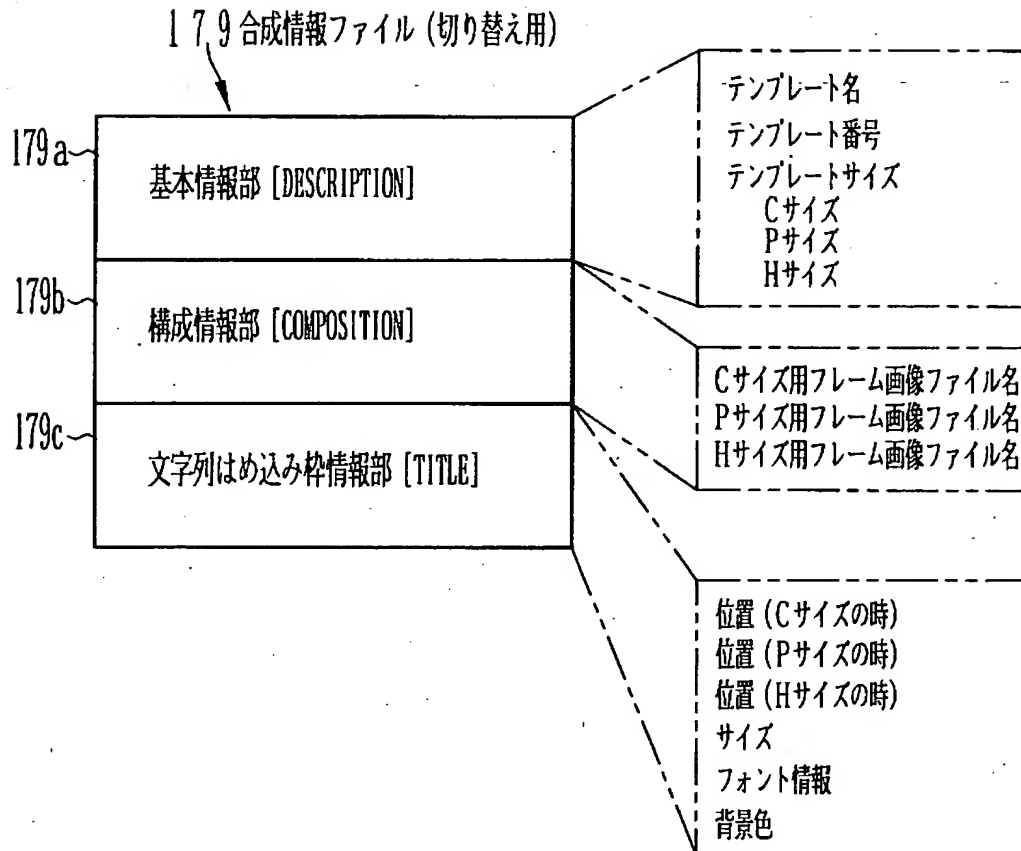 179 合成情報ファイル (切り替え用)
179a
基本情報部 [DESCRIPTION]
テンプレート名
テンプレート番号
テンプレートサイズ
Cサイズ
Pサイズ
Hサイズ
179b
構成情報部 [COMPOSITION]
Cサイズ用フレーム画像ファイル名
Pサイズ用フレーム画像ファイル名
Hサイズ用フレーム画像ファイル名
179c
文字列はめ込み枠情報部 [TITLE]
位置 (Cサイズの時)
位置 (Pサイズの時)
位置 (Hサイズの時)
サイズ
フォント情報
背景色